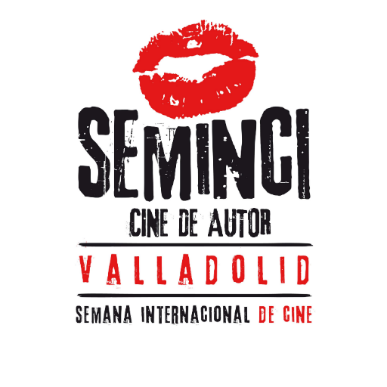 SEMINCI
CINE DE AUTOR
VALLADOLID
SEMANA INTERNACIONAL DE CINE